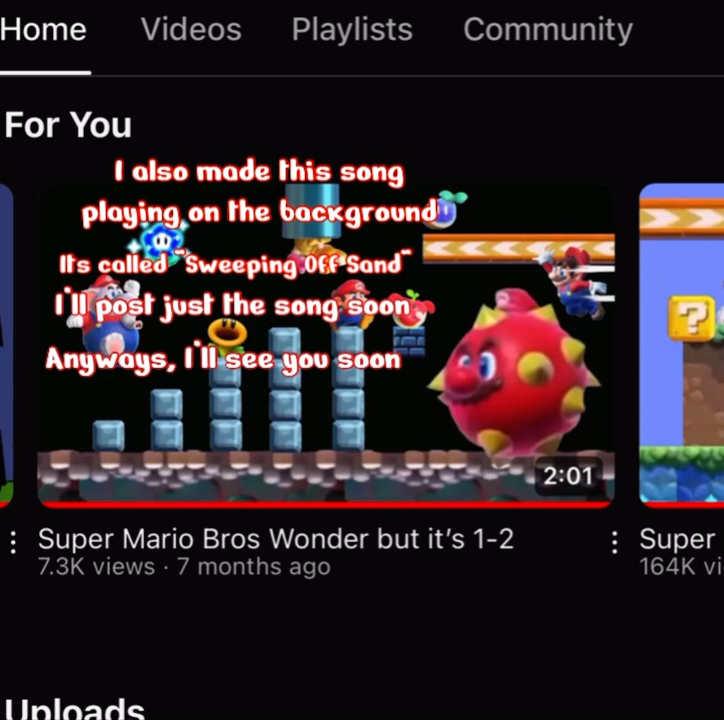 Home Videos Playlists Community
For You
I also made this song
playing on the background
Its called "Sweeping Off Sand"
I'll post just the song soon
Anyways, I'll see you soon
?
2:01
Super Mario Bros Wonder but it's 1-2
7.3K views · 7 months ago
Super
164K vi
Uploads